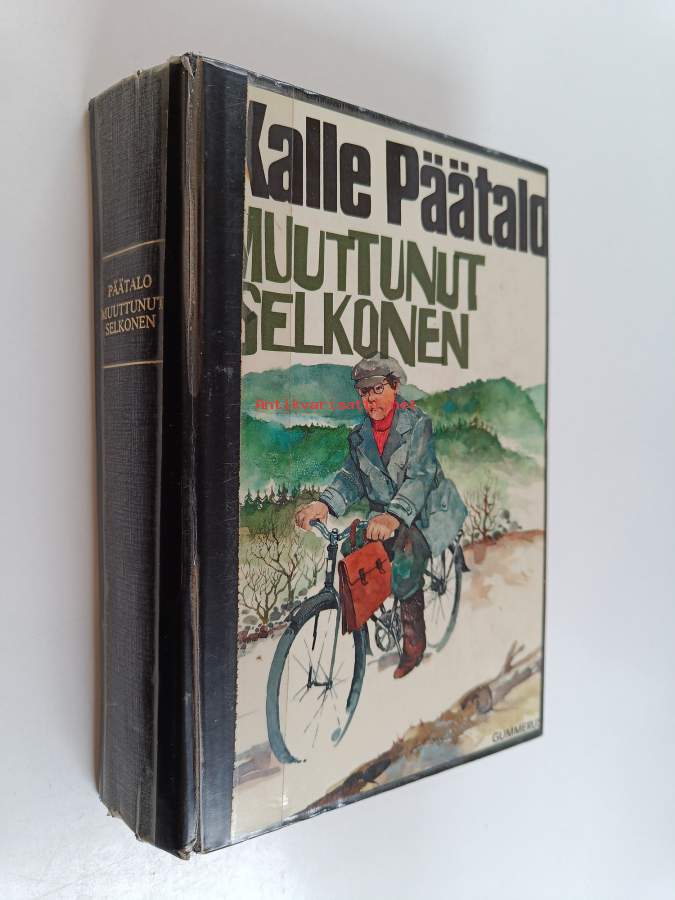 PÄÄTALO
MUUTTUNUT
SELKONEN
Kalle Päätalo
MUUTTUNUT
SELKONEN
Antikvariaatti.net
GUMMERUS